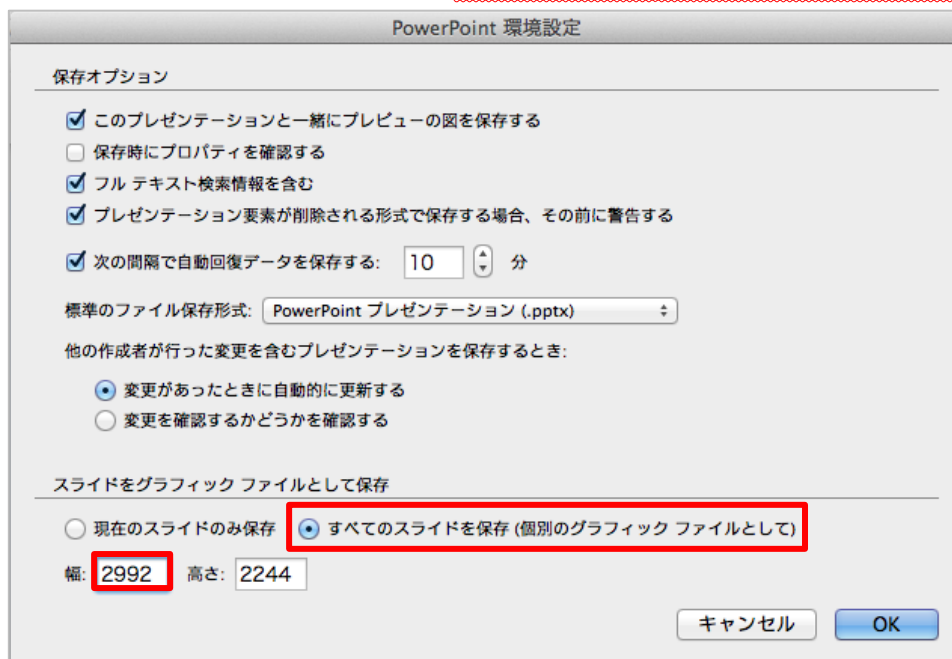 PowerPoint 環境設定
保存オプション
このプレゼンテーションと一緒にプレビューの図を保存する
保存時にプロパティを確認する
フル テキスト検索情報を含む
プレゼンテーション要素が削除される形式で保存する場合、その前に警告する
次の間隔で自動回復データを保存する: 10 分
標準のファイル保存形式: PowerPoint プレゼンテーション (.pptx)
他の作成者が行った変更を含むプレゼンテーションを保存するとき:
変更があったときに自動的に更新する
変更を確認するかどうかを確認する
スライドをグラフィック ファイルとして保存
現在のスライドのみ保存 すべてのスライドを保存 (個別のグラフィック ファイルとして)
幅: 2992 高さ: 2244
キャンセル OK